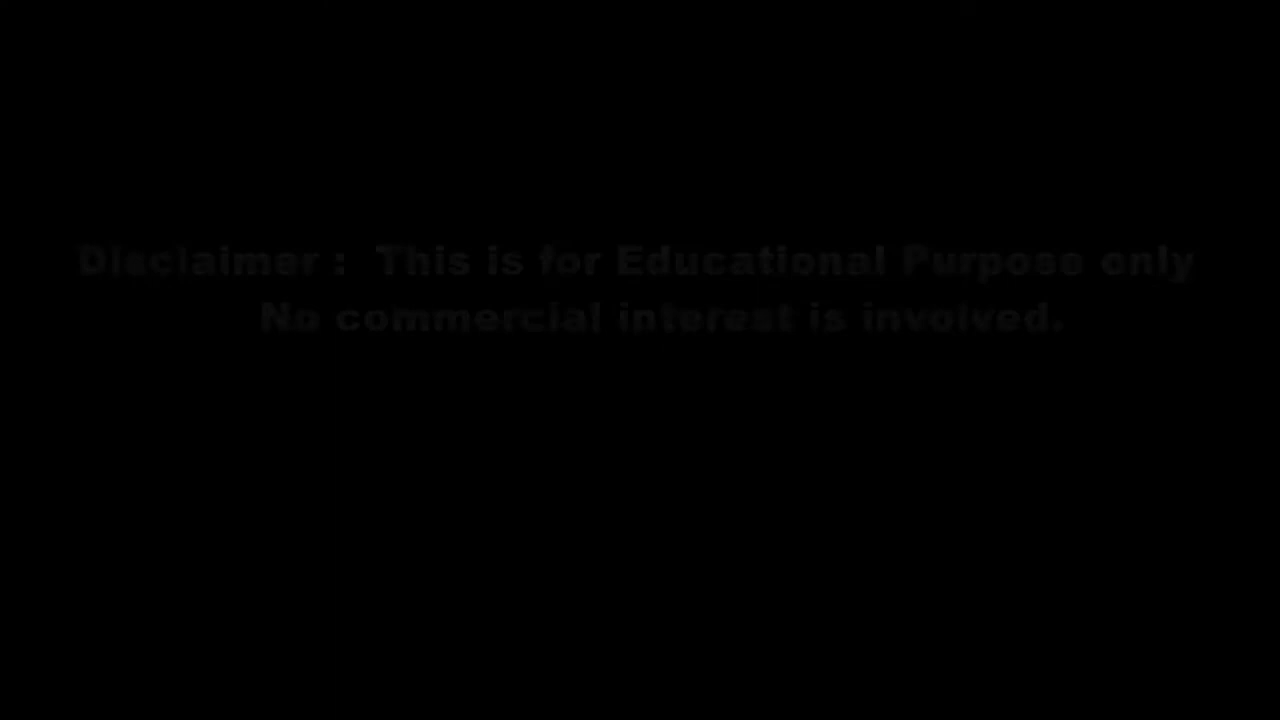 Disclaimer : This is for Educational Purpose only
No commercial interest is involved.